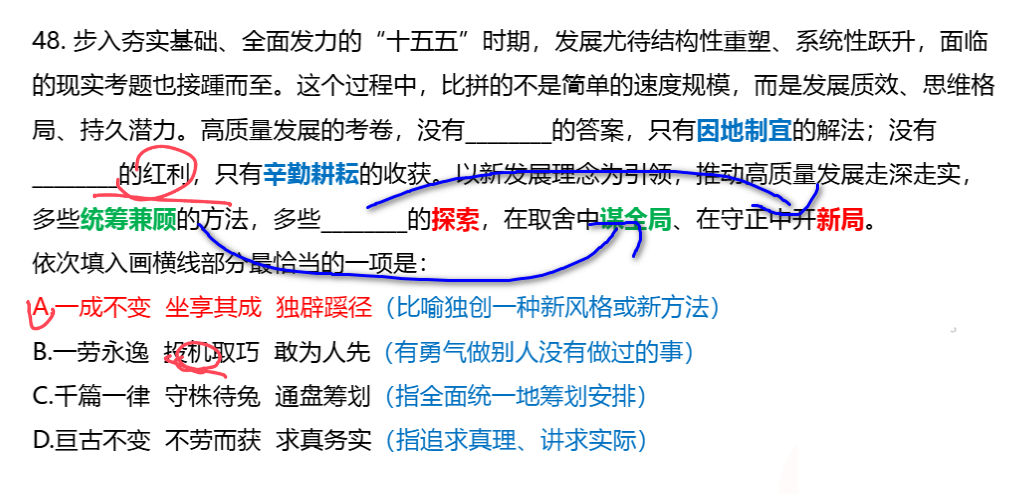 48. 步入夯实基础、全面发力的“十五五”时期，发展尤待结构性重塑、系统性跃升，面临
的现实考题也接踵而至。这个过程中，比拼的不是简单的速度规模，而是发展质效、思维格
局、持久潜力。高质量发展的考卷，没有________的答案，只有因地制宜的解法；没有
________的红利，只有辛勤耕耘的收获。以新发展理念为引领，推动高质量发展走深走实，
多些统筹兼顾的方法，多些________的探索，在取舍中谋全局、在守正中开新局。
依次填入画横线部分最恰当的一项是：
A.一成不变 坐享其成 独辟蹊径（比喻独创一种新风格或新方法）
B.一劳永逸 投机取巧 敢为人先（有勇气做别人没有做过的事）
C.千篇一律 守株待兔 通盘筹划（指全面统一地筹划安排）
D.亘古不变 不劳而获 求真务实（指追求真理、讲求实际）